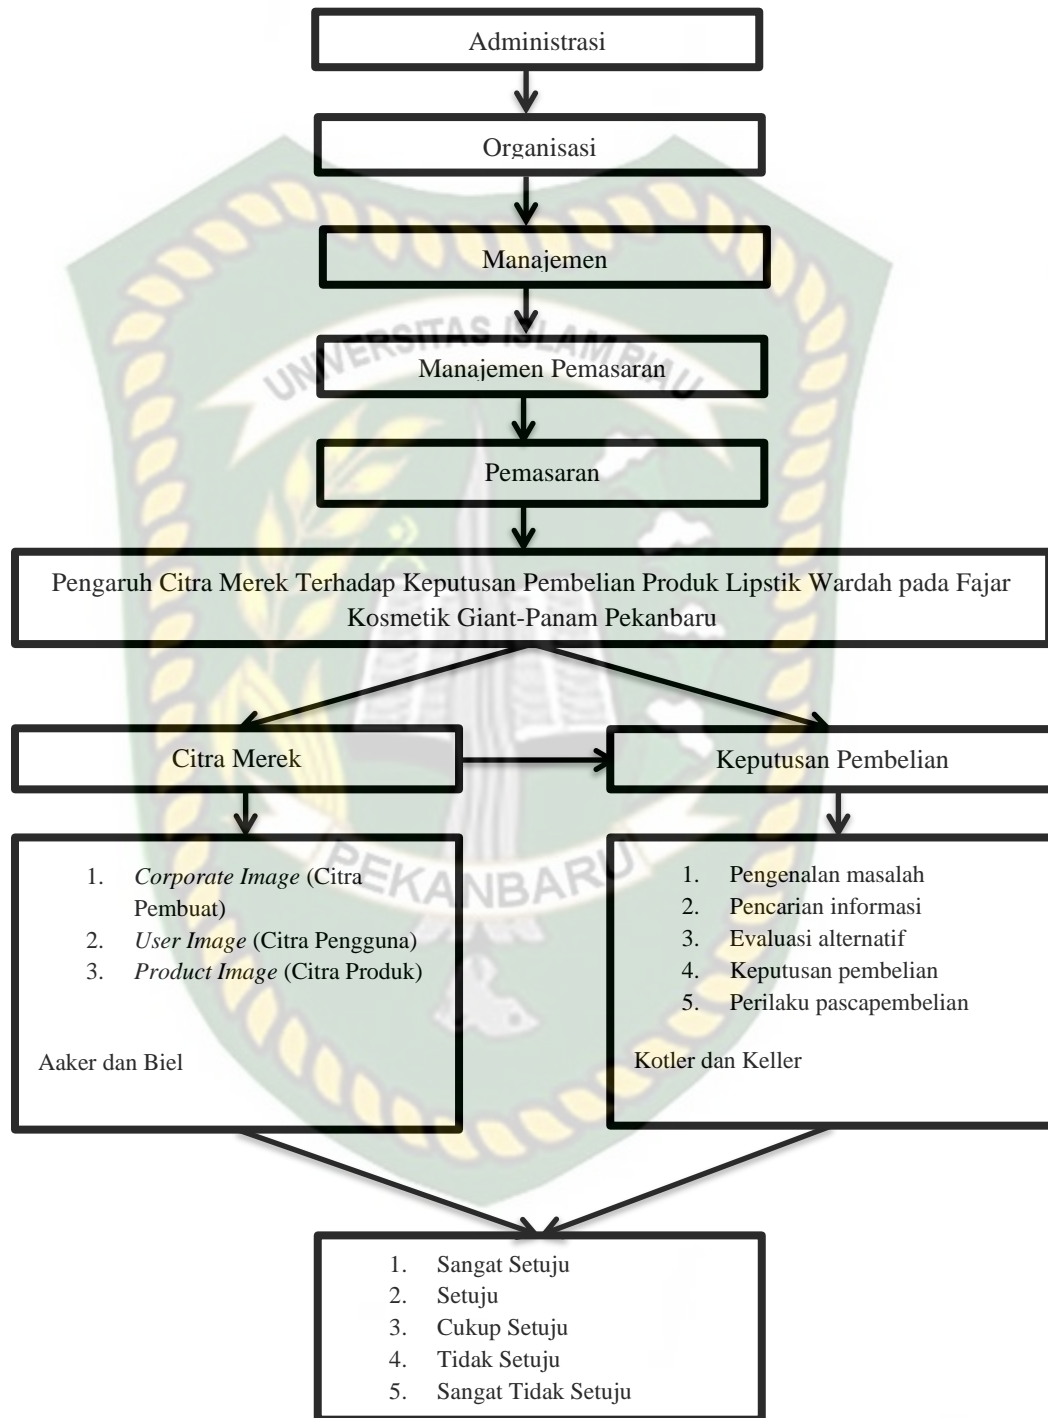 Administrasi
Organisasi
Manajemen
UNIVERSITAS ISLAM RIAU
Manajemen Pemasaran
Pemasaran
Pengaruh Citra Merek Terhadap Keputusan Pembelian Produk Lipstik Wardah pada Fajar
Kosmetik Giant-Panam Pekanbaru
Citra Merek
Keputusan Pembelian
1. Corporate Image (Citra
Pembuat)
2. User Image (Citra Pengguna)
3. Product Image (Citra Produk)
Aaker dan Biel
PEKANBARU
1. Pengenalan masalah
2. Pencarian informasi
3. Evaluasi alternatif
4. Keputusan pembelian
5. Perilaku pascapembelian
Kotler dan Keller
1. Sangat Setuju
2. Setuju
3. Cukup Setuju
4. Tidak Setuju
5. Sangat Tidak Setuju